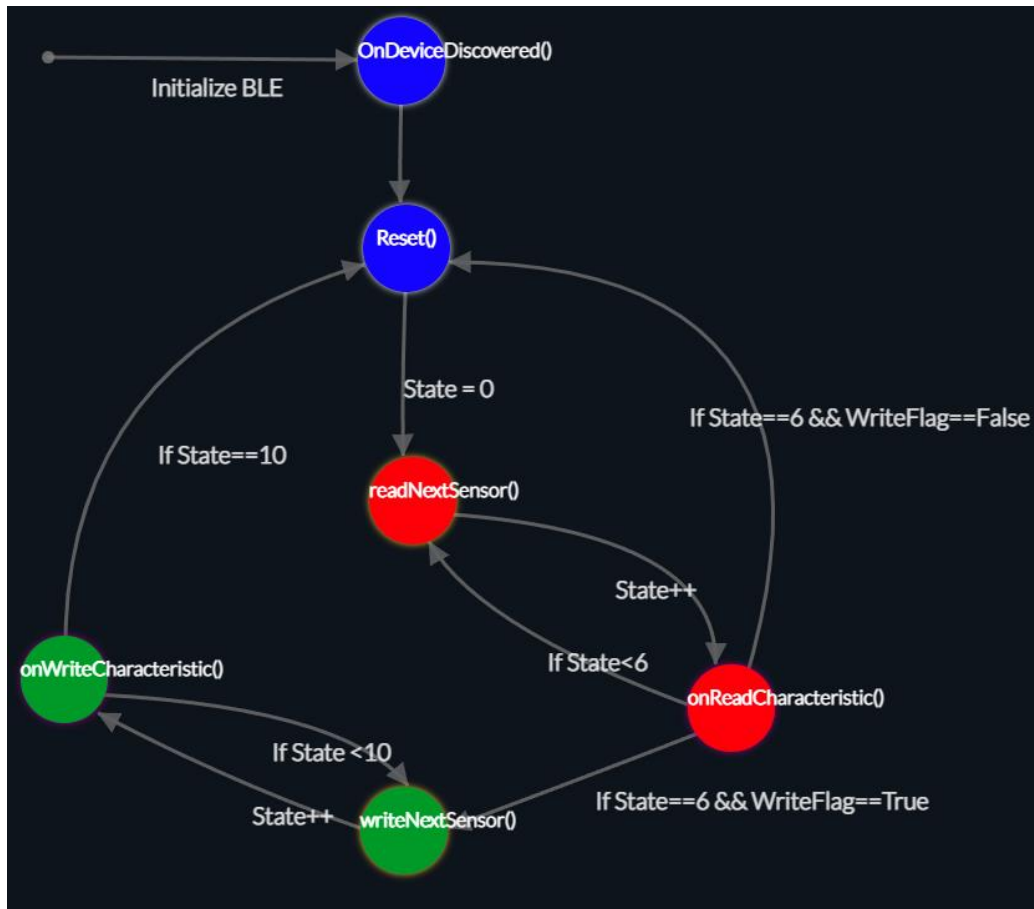 OnDeviceDiscovered()
Initialize BLE
Reset()
State = 0
If State==6 && WriteFlag==False
If State==10
readNextSensor()
State++
If State<6
onWriteCharacteristic()
onReadCharacteristic()
If State <10
If State==6 && WriteFlag==True
State++
writeNextSensor()